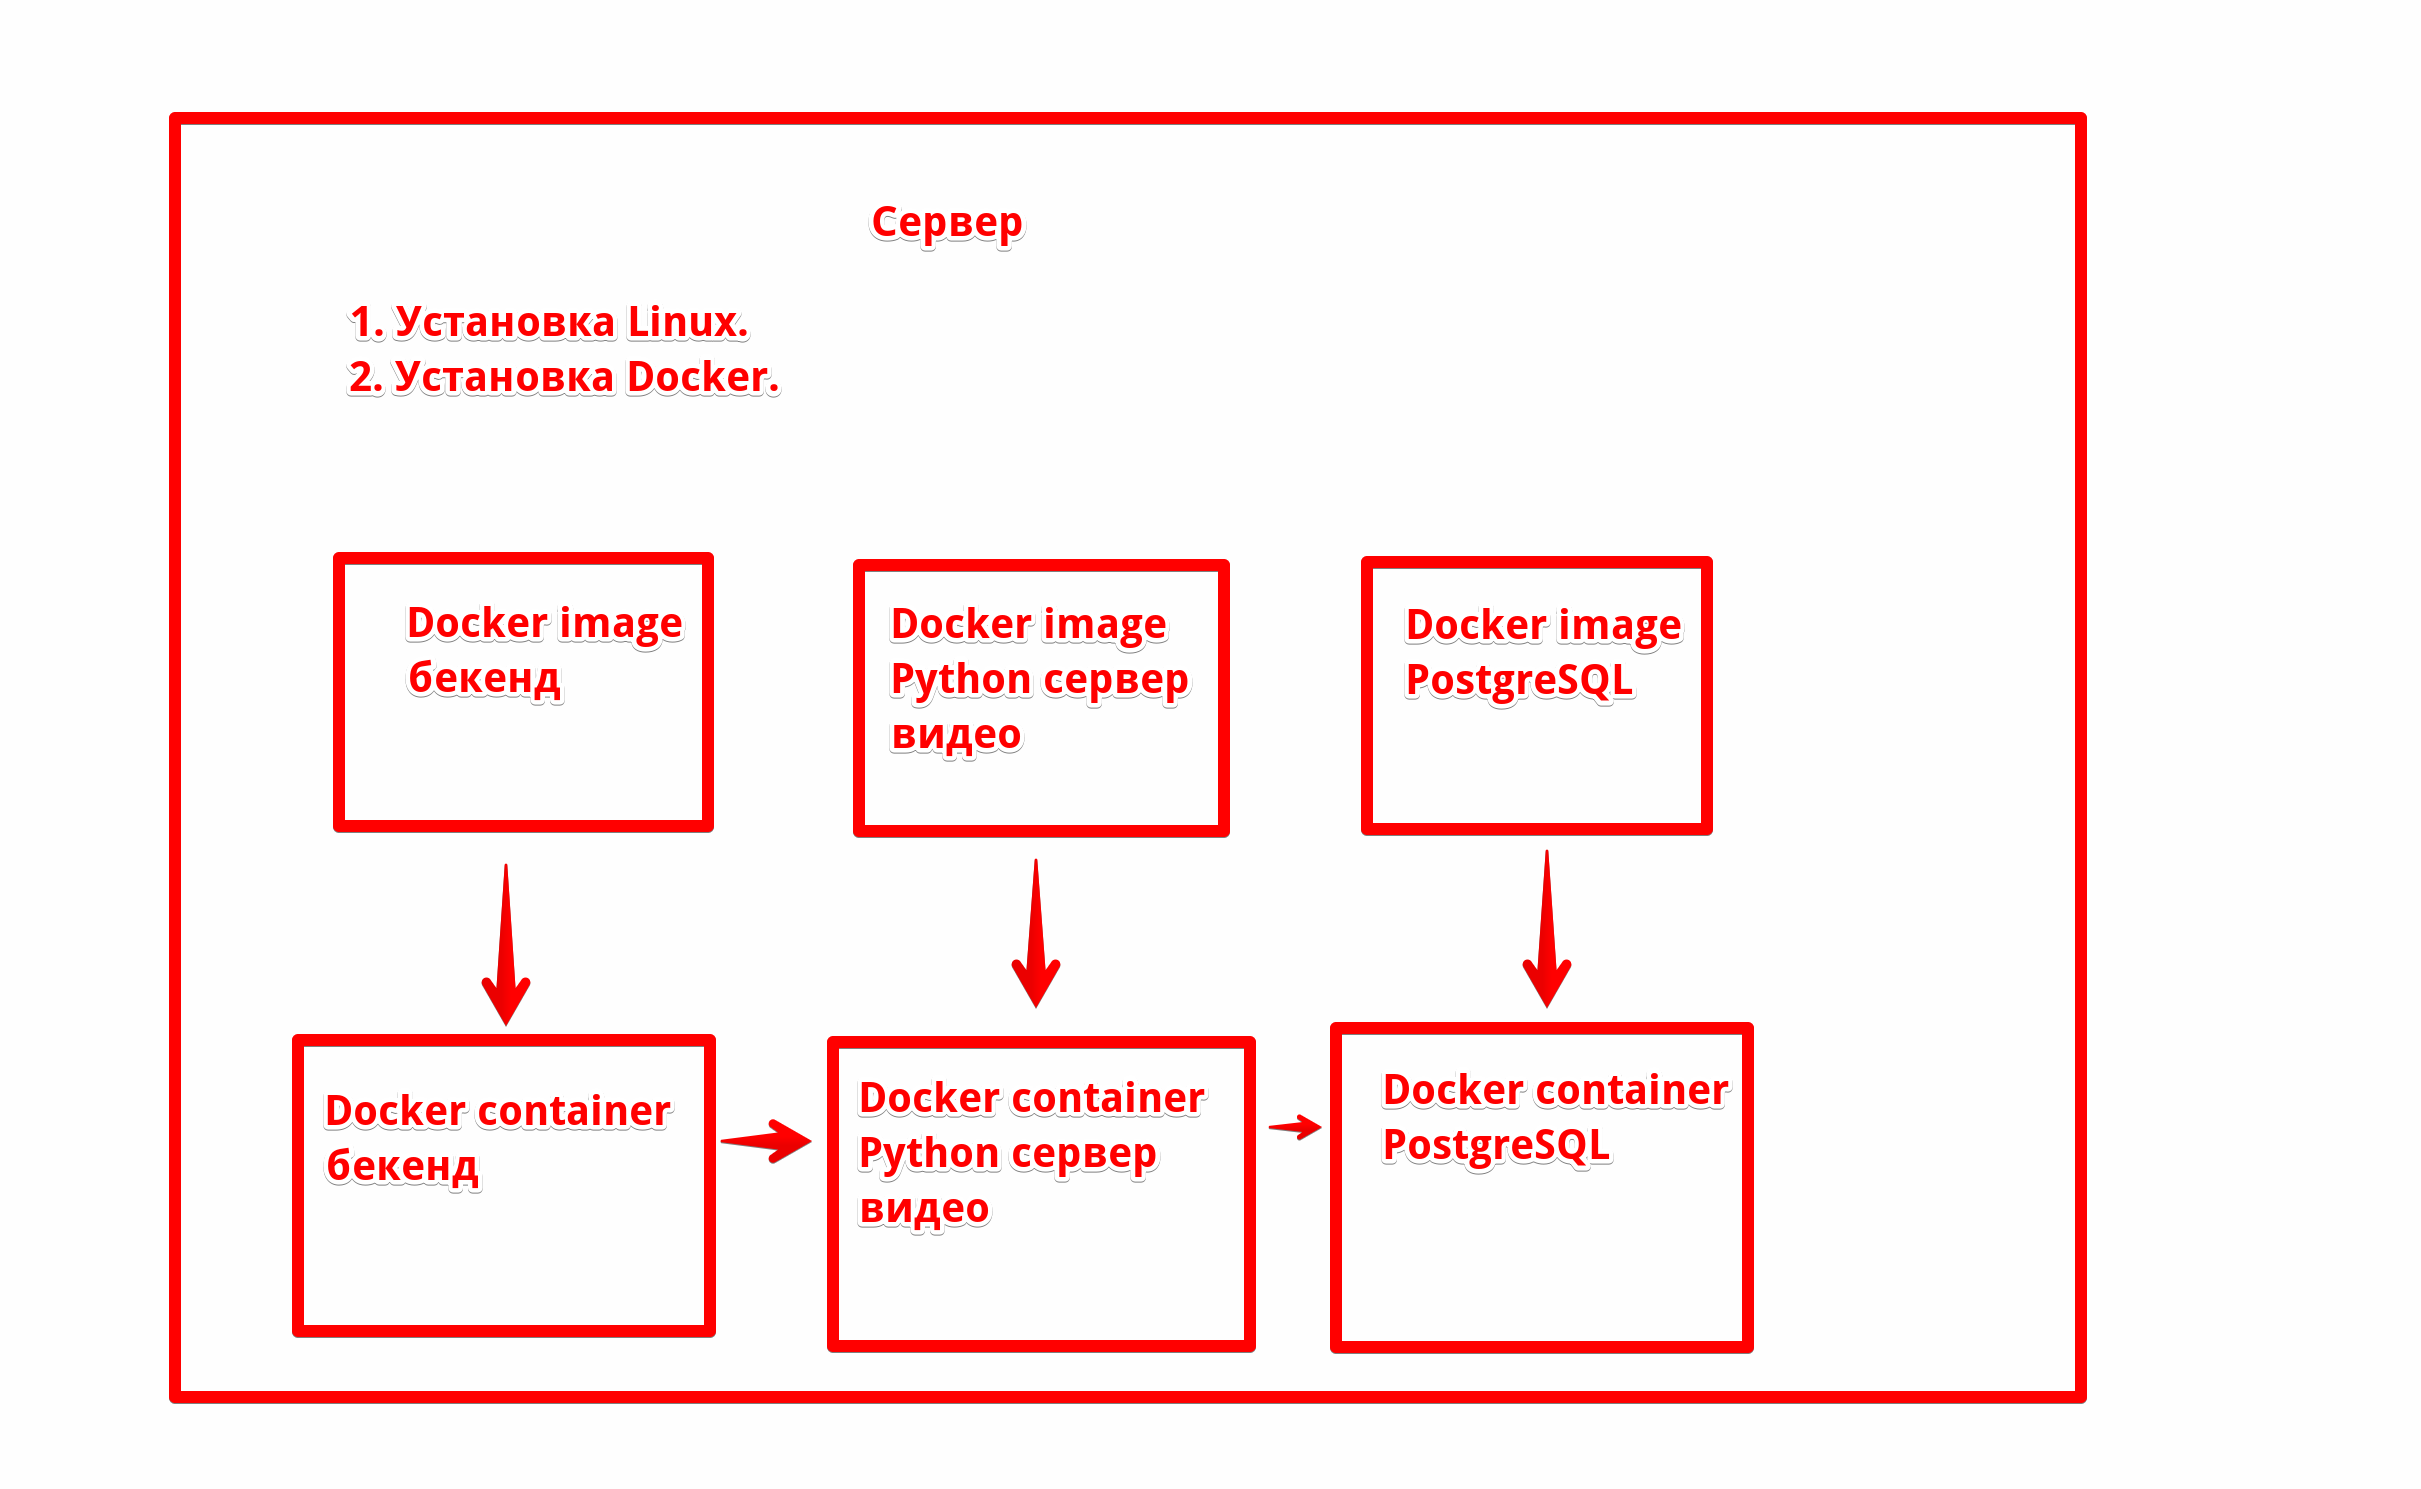 Сервер
1. Установка Linux.
2. Установка Docker.
Docker image
бекенд
Docker image
Python сервер
видео
Docker image
PostgreSQL
Docker container
бекенд
Docker container
Python сервер
видео
Docker container
PostgreSQL